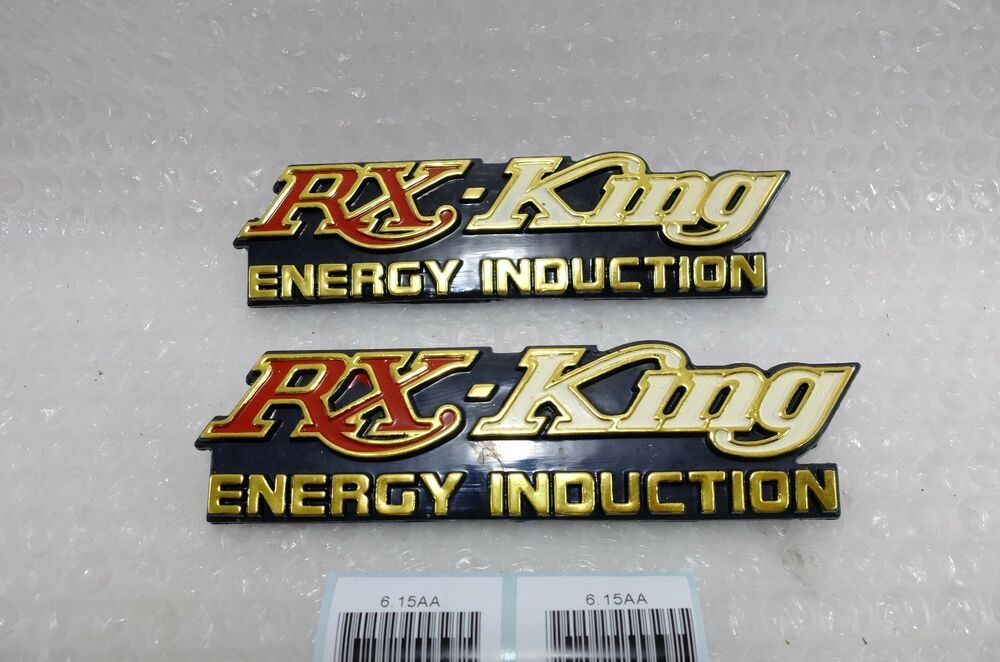 RX-King
ENERGY INDUCTION
RX-King
ENERGY INDUCTION
6.15AA
6.15AA